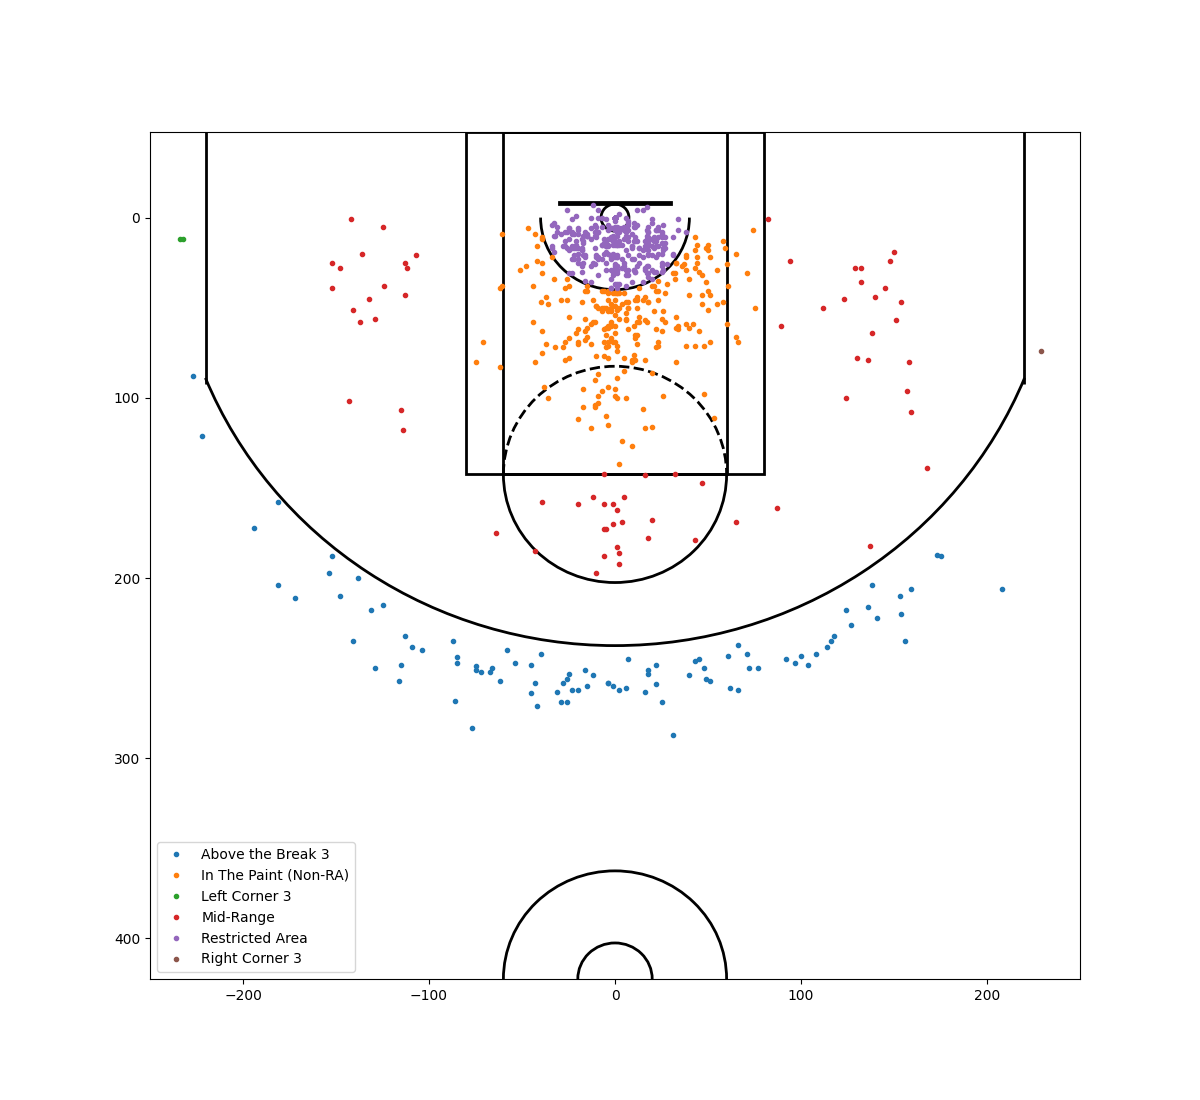 0
100
200
300
400
−200
−100
0
100
200
Above the Break 3
In The Paint (Non-RA)
Left Corner 3
Mid-Range
Restricted Area
Right Corner 3